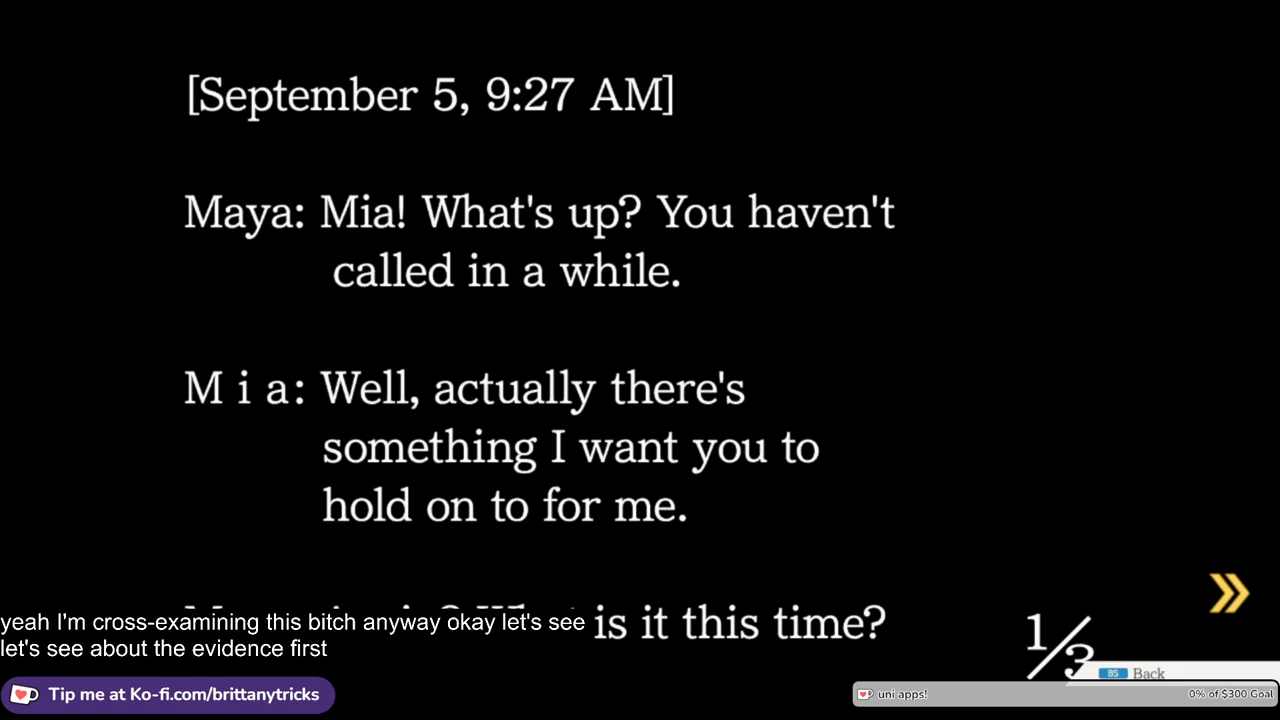 [September 5, 9:27 AM]
Maya: Mia! What's up? You haven't
called in a while.
M i a: Well, actually there's
something I want you to
hold on to for me.
is it this time?
yeah I'm cross-examining this bitch anyway okay let's see
let's see about the evidence first
1/3
BS Back
Tip me at Ko-fi.com/brittanytricks
uni apps! 0% of $300 Goal